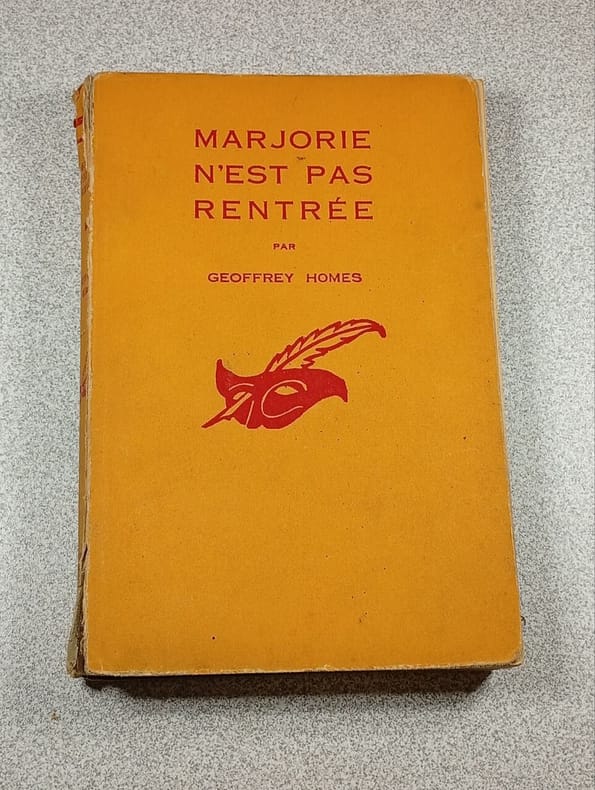 MARJORIE
N'EST PAS
RENTRÉE
PAR
GEOFFREY HOMES